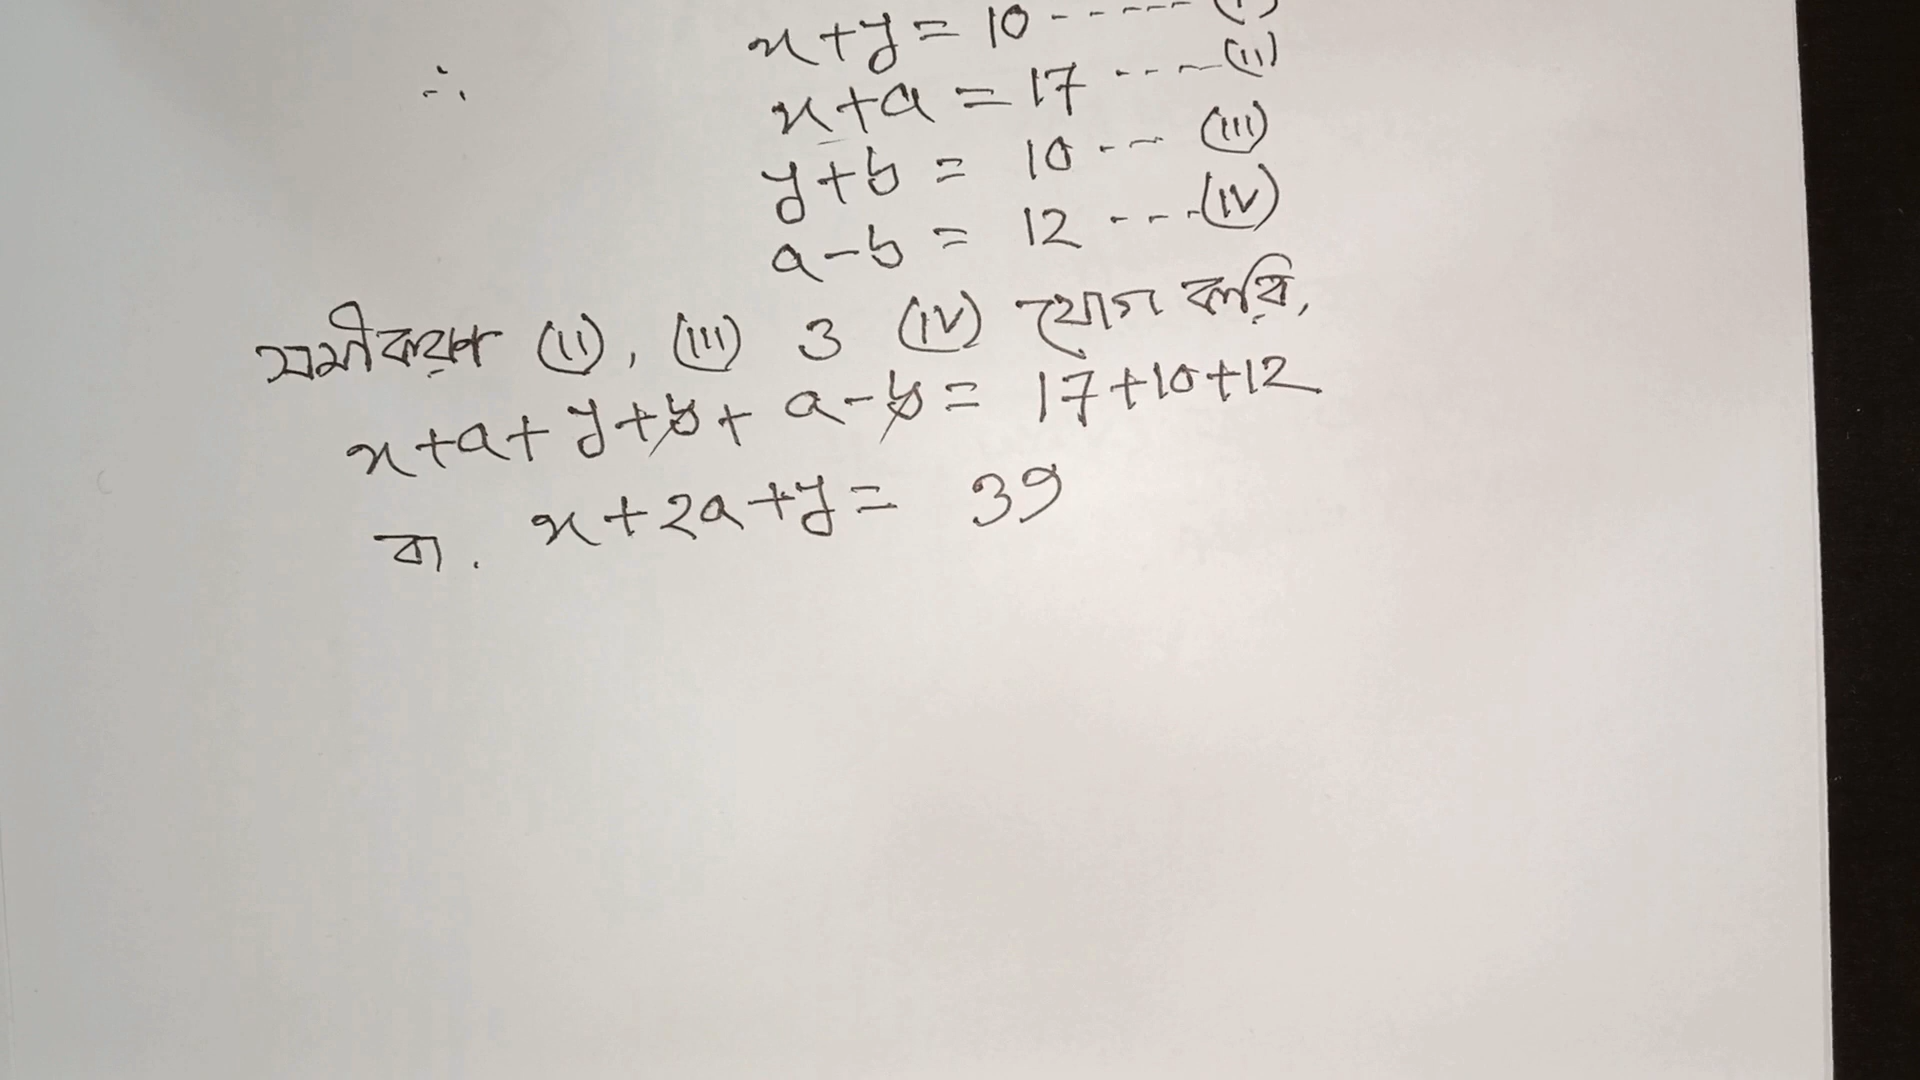 x+y = 10 ------ (i)
∴ x+a = 17 ---- (ii)
y+b = 10 --- (iii)
a-b = 12 ---- (iv)
সমীকরণ (ii), (iii) ও (iv) যোগ করি,
x+a+y+b+a-b = 17+10+12
বা, x+2a+y = 39